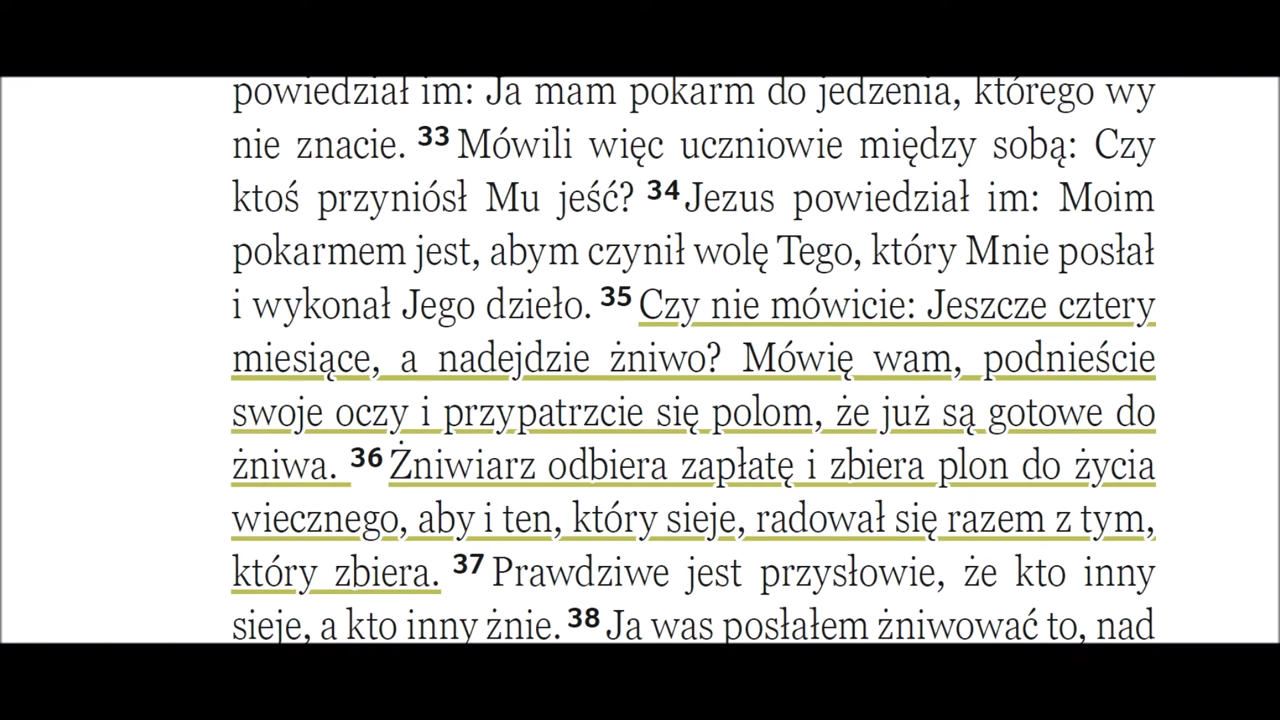 powiedział im: Ja mam pokarm do jedzenia, którego wy
nie znacie. 33 Mówili więc uczniowie między sobą: Czy
ktoś przyniósł Mu jeść? 34 Jezus powiedział im: Moim
pokarmem jest, abym czynił wolę Tego, który Mnie posłał
i wykonał Jego dzieło. 35 Czy nie mówicie: Jeszcze cztery
miesiące, a nadejdzie żniwo? Mówię wam, podnieście
swoje oczy i przypatrzcie się polom, że już są gotowe do
żniwa. 36 Żniwiarz odbiera zapłatę i zbiera plon do życia
wiecznego, aby i ten, który sieje, radował się razem z tym,
który zbiera. 37 Prawdziwe jest przysłowie, że kto inny
sieje, a kto inny żnie. 38 Ja was posłałem żniwować to, nad